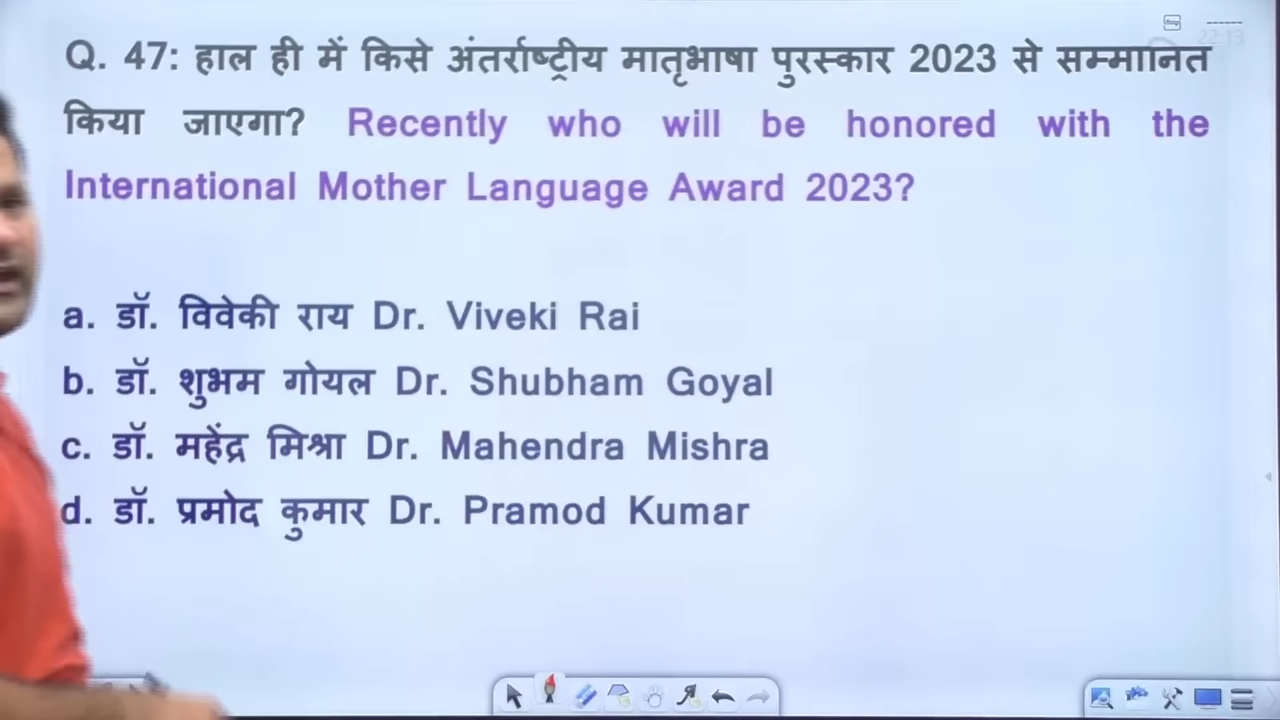 Q. 47: हाल ही में किसे अंतर्राष्ट्रीय मातृभाषा पुरस्कार 2023 से सम्मानित
किया जाएगा? Recently who will be honored with the
International Mother Language Award 2023?
a. डॉ. विवेकी राय Dr. Viveki Rai
b. डॉ. शुभम गोयल Dr. Shubham Goyal
c. डॉ. महेंद्र मिश्रा Dr. Mahendra Mishra
d. डॉ. प्रमोद कुमार Dr. Pramod Kumar